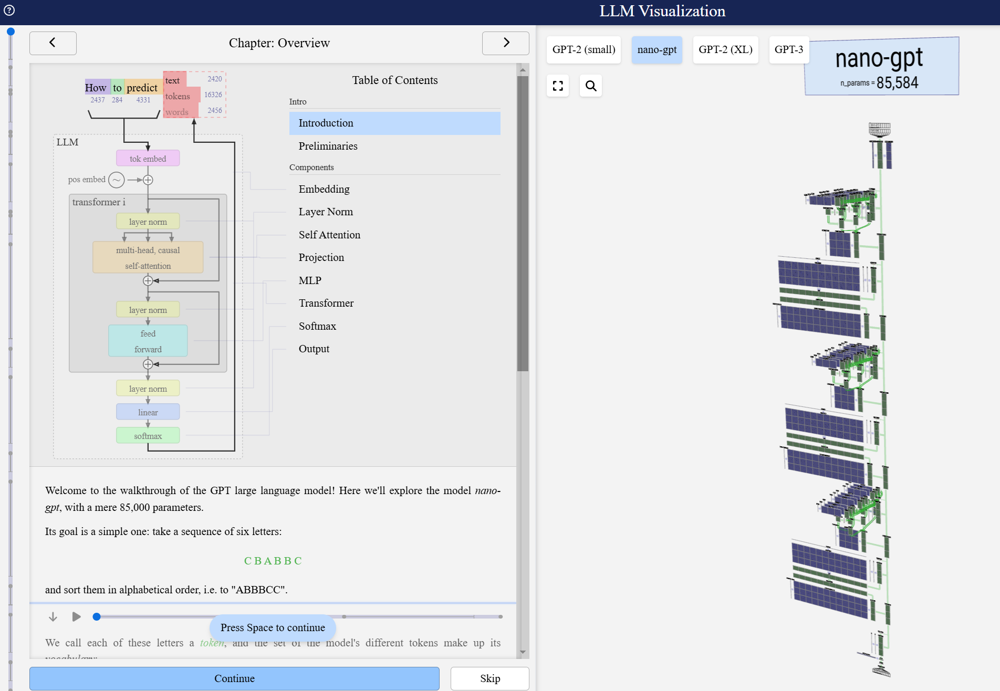 LLM Visualization
Chapter: Overview
How to predict
2437 284 4331
text 2420
tokens 16326
words 2456
LLM
tok embed
pos embed
transformer i
layer norm
multi-head, causal
self-attention
layer norm
feed
forward
layer norm
linear
softmax
Table of Contents
Intro
Introduction
Preliminaries
Components
Embedding
Layer Norm
Self Attention
Projection
MLP
Transformer
Softmax
Output
Welcome to the walkthrough of the GPT large language model! Here we'll explore the model nano-
gpt, with a mere 85,000 parameters.
Its goal is a simple one: take a sequence of six letters:
C B A B B C
and sort them in alphabetical order, i.e. to "ABBBCC".
Press Space to continue
We call each of these letters a token, and the set of the model's different tokens make up its
vocabulary:
Continue
Skip
GPT-2 (small)
nano-gpt
GPT-2 (XL)
GPT-3
nano-gpt
n_params = 85,584